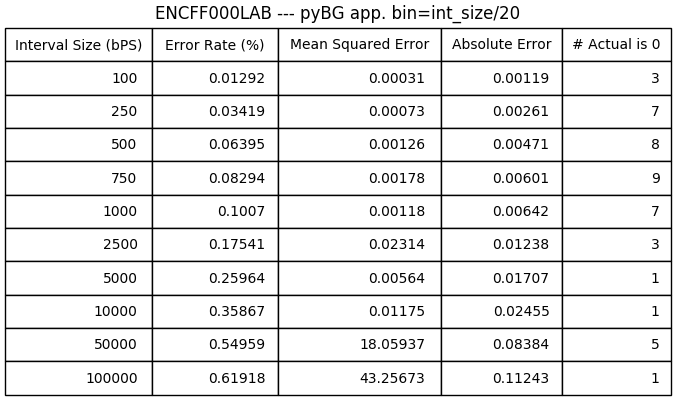 ENCFF000LAB --- pyBG app. bin=int_size/20
Interval Size (bPS) Error Rate (%) Mean Squared Error Absolute Error # Actual is 0
100 0.01292 0.00031 0.00119 3
250 0.03419 0.00073 0.00261 7
500 0.06395 0.00126 0.00471 8
750 0.08294 0.00178 0.00601 9
1000 0.1007 0.00118 0.00642 7
2500 0.17541 0.02314 0.01238 3
5000 0.25964 0.00564 0.01707 1
10000 0.35867 0.01175 0.02455 1
50000 0.54959 18.05937 0.08384 5
100000 0.61918 43.25673 0.11243 1